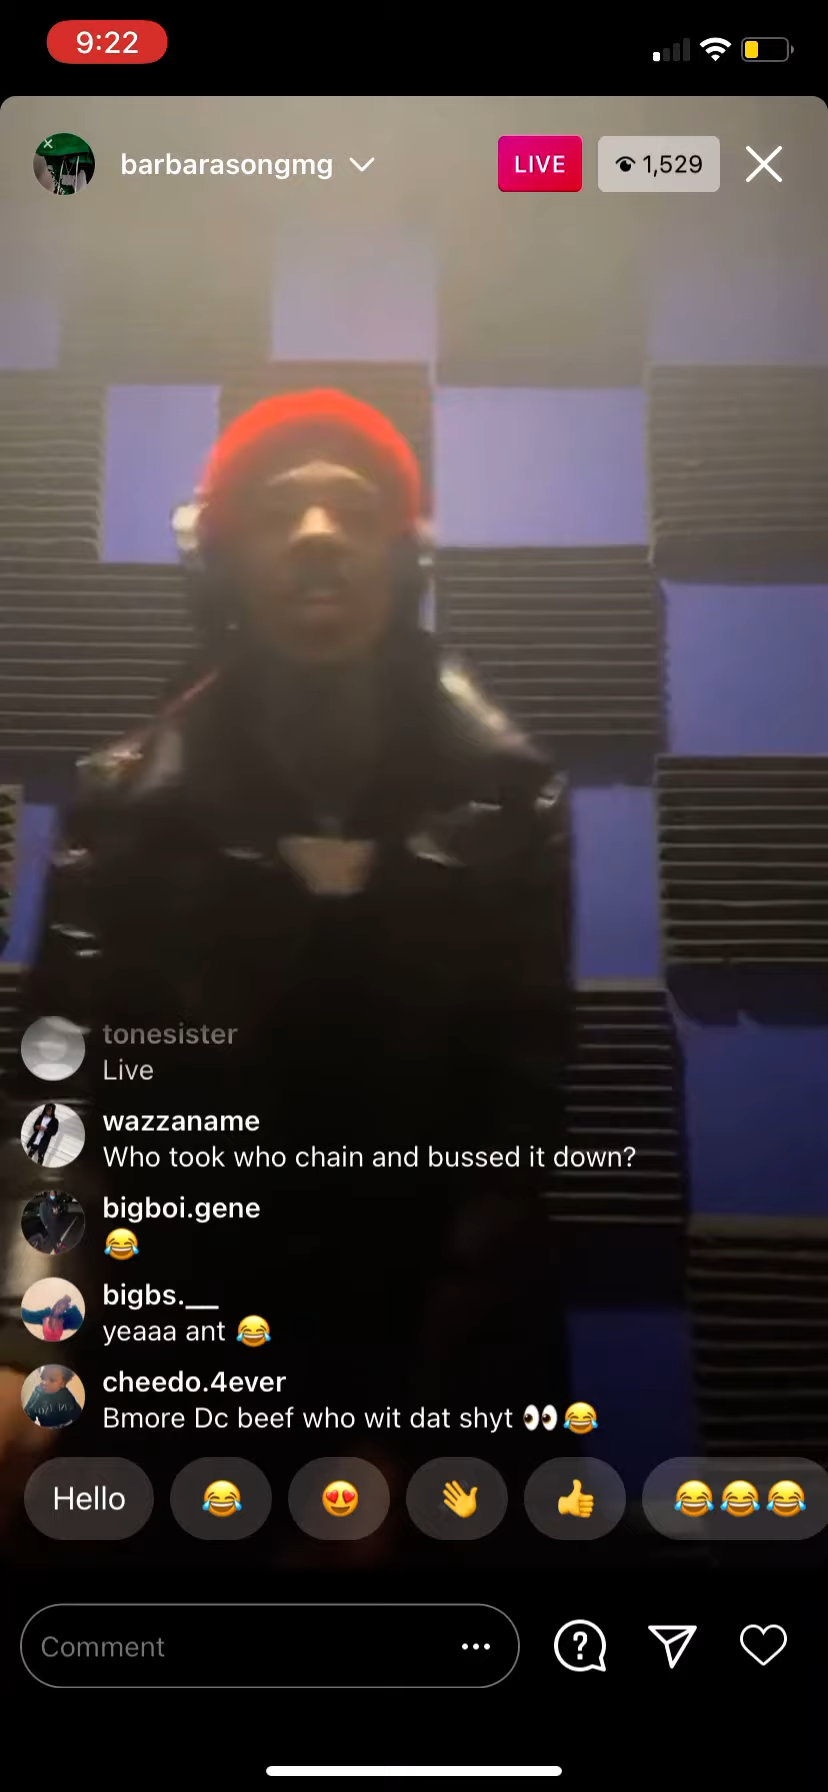 9:22
barbarasongmg
LIVE
1,529
tonesister
Live
wazzaname
Who took who chain and bussed it down?
bigboi.gene
😂
bigbs.__
yeaaa ant 😂
cheedo.4ever
Bmore Dc beef who wit dat shyt 👀😂
Hello 😂 😍 👋 👍 😂😂😂
Comment